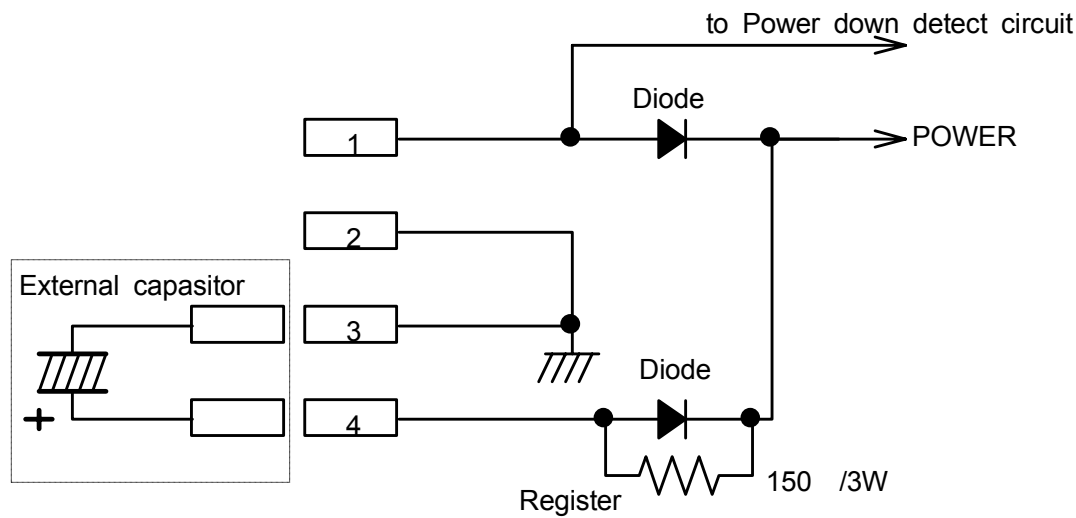 to Power down detect circuit
Diode
1
POWER
2
External capasitor
3
Diode
4
+
150 /3W
Register